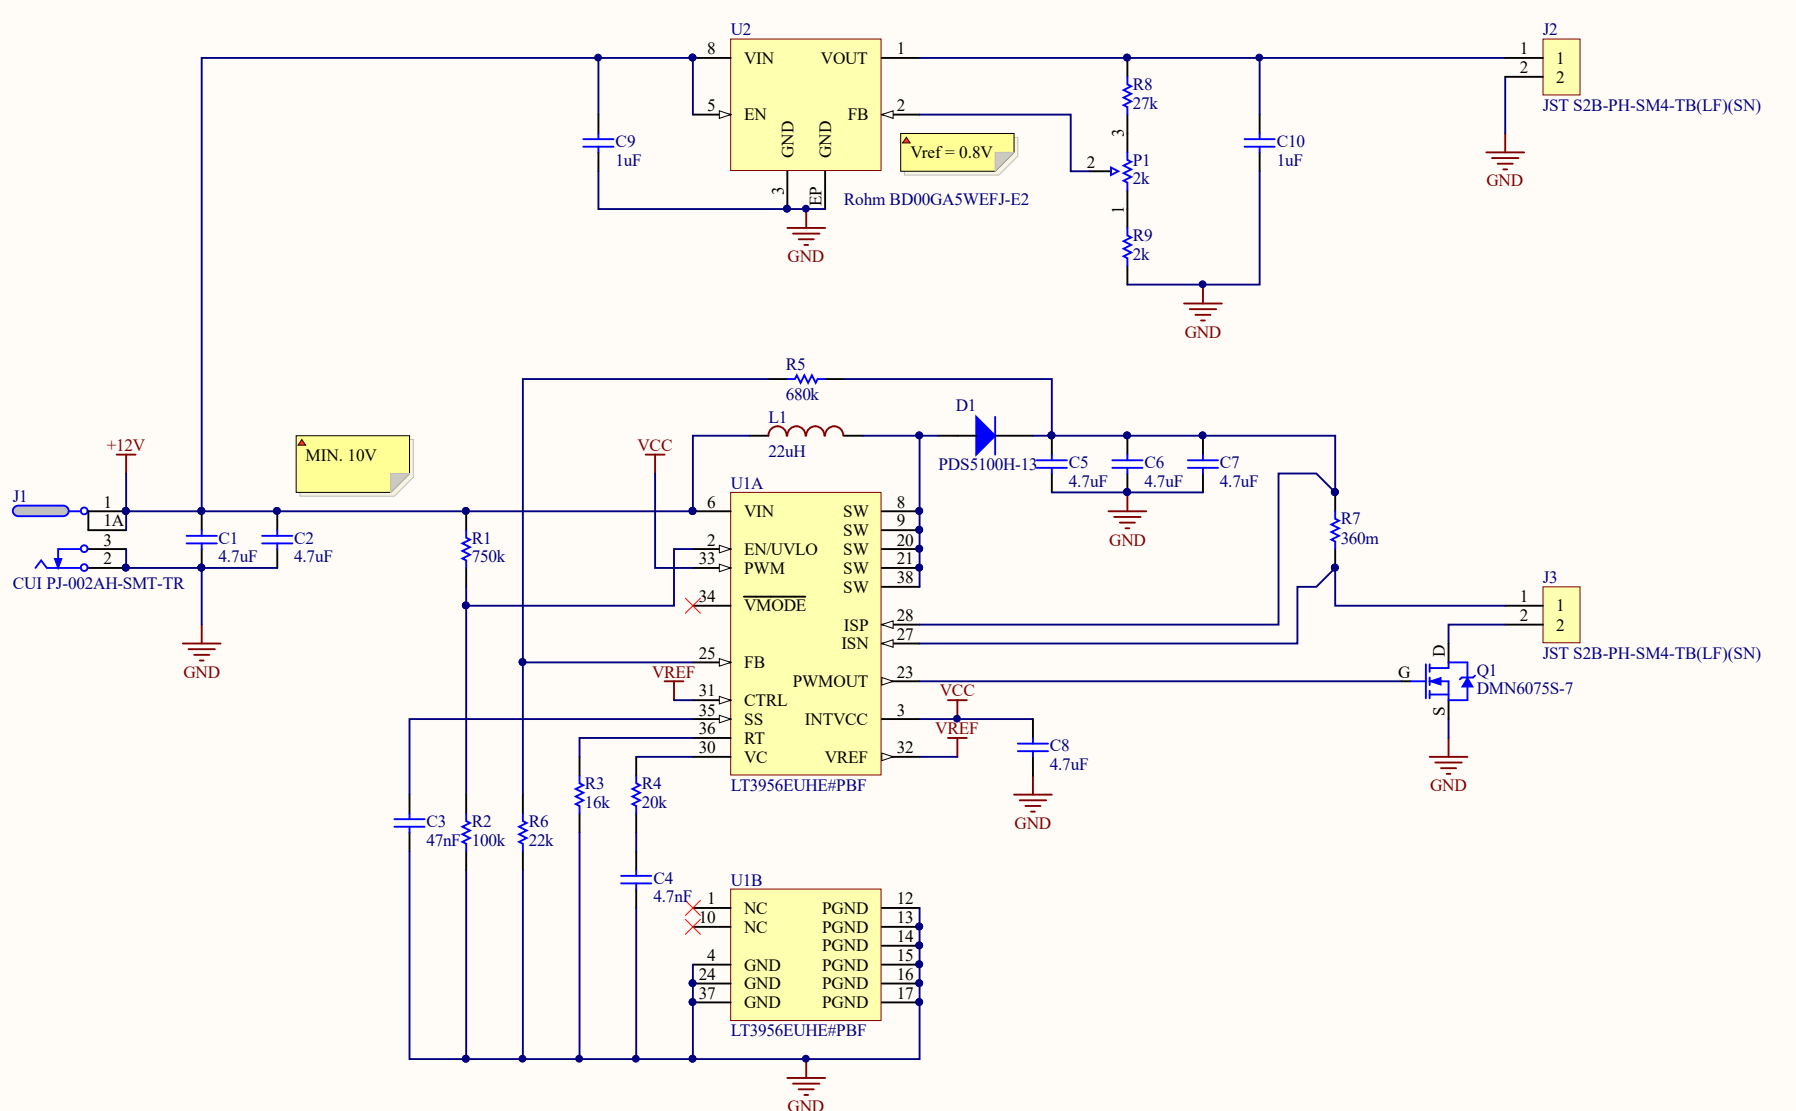 U2
8
VIN
VOUT
1
5
EN
FB
2
GND
GND
3
EP
Vref = 0.8V
Rohm BD00GA5WEFJ-E2
GND
C9
1uF
R8
27k
3
2
P1
2k
1
R9
2k
C10
1uF
GND
J2
1
1
2
2
JST S2B-PH-SM4-TB(LF)(SN)
GND
R5
680k
L1
22uH
D1
PDS5100H-13
C5
4.7uF
C6
4.7uF
C7
4.7uF
GND
+12V
MIN. 10V
VCC
J1
1
1A
3
2
CUI PJ-002AH-SMT-TR
C1
4.7uF
C2
4.7uF
GND
R1
750k
U1A
6
VIN
SW
8
SW
9
2
EN/UVLO
SW
20
33
PWM
SW
21
SW
38
34
VMODE
ISP
28
ISN
27
25
FB
VREF
PWMOUT
23
31
CTRL
35
SS
INTVCC
3
36
RT
30
VC
VREF
32
LT3956EUHE#PBF
VCC
VREF
C8
4.7uF
GND
R7
360m
J3
1
1
2
2
JST S2B-PH-SM4-TB(LF)(SN)
D
G
S
Q1
DMN6075S-7
GND
R3
16k
R4
20k
C3
47nF
R2
100k
R6
22k
C4
4.7nF
U1B
1
NC
PGND
12
10
NC
PGND
13
PGND
14
4
GND
PGND
15
24
GND
PGND
16
37
GND
PGND
17
LT3956EUHE#PBF
GND